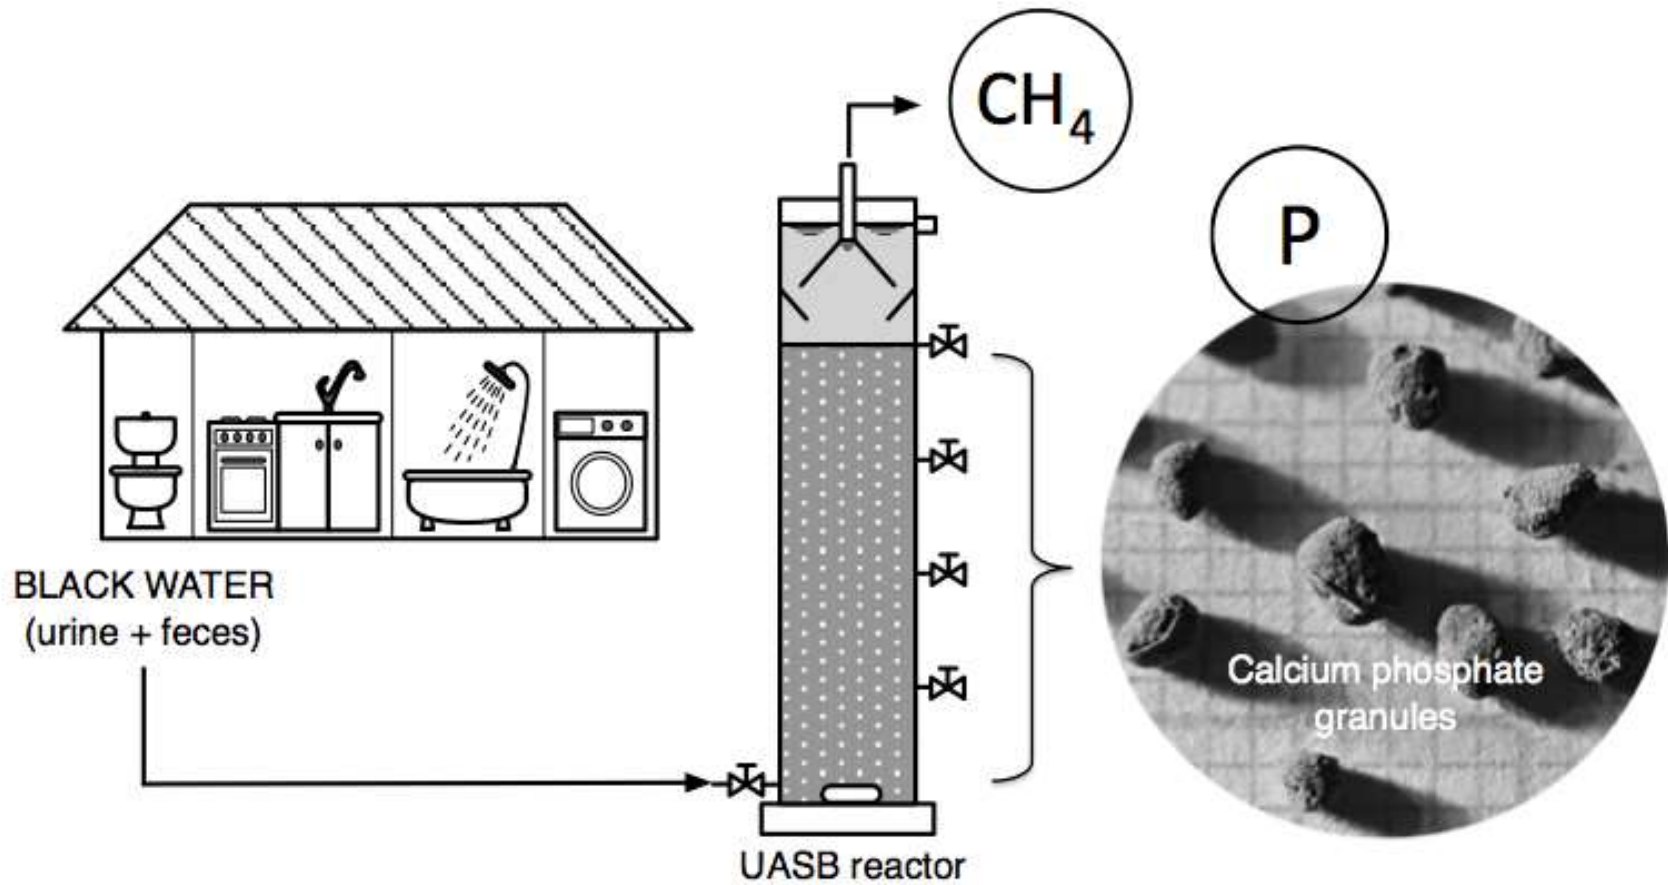 CH₄
P
BLACK WATER
(urine + feces)
Calcium phosphate
granules
UASB reactor